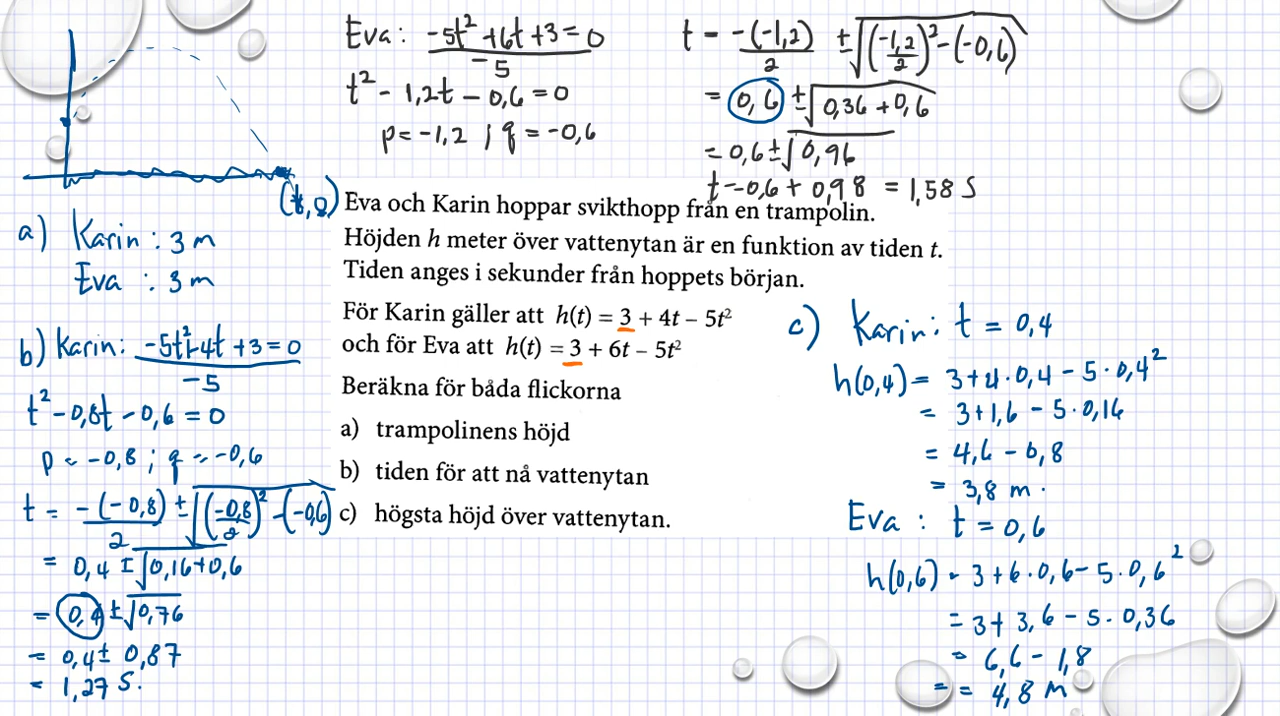 Eva: -5t² + 6t + 3 = 0
-5
t² - 1,2t - 0,6 = 0
p = -1,2 ; q = -0,6
t = -(-1,2)/2 ± √((-1,2/2)² - (-0,6))
= 0,6 ± √0,36 + 0,6
= 0,6 ± √0,96
t = 0,6 + 0,98 = 1,58 s
(t,0)
a) Karin : 3 m
Eva : 3 m
b) Karin: -5t² + 4t + 3 = 0
-5
t² - 0,8t - 0,6 = 0
p = -0,8 ; q = -0,6
t = -(-0,8)/2 ± √((-0,8/2)² - (-0,6))
= 0,4 ± √0,16 + 0,6
= 0,4 ± √0,76
= 0,4 ± 0,87
= 1,27 s.
Eva och Karin hoppar svikthopp från en trampolin.
Höjden h meter över vattenytan är en funktion av tiden t.
Tiden anges i sekunder från hoppets början.
För Karin gäller att h(t) = 3 + 4t – 5t²
och för Eva att h(t) = 3 + 6t – 5t²
Beräkna för båda flickorna
a) trampolinens höjd
b) tiden för att nå vattenytan
c) högsta höjd över vattenytan.
c) Karin: t = 0,4
h(0,4) = 3 + 4·0,4 - 5·0,4²
= 3 + 1,6 - 5·0,16
= 4,6 - 0,8
= 3,8 m.
Eva : t = 0,6
h(0,6) = 3 + 6·0,6 - 5·0,6²
= 3 + 3,6 - 5·0,36
= 6,6 - 1,8
= = 4,8 m